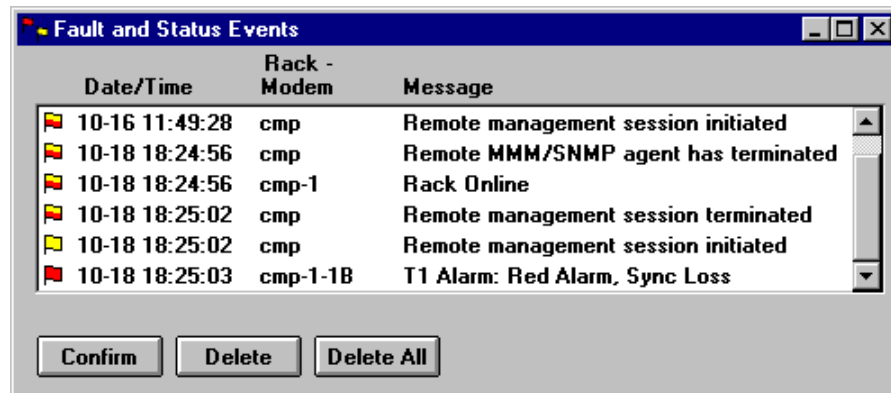 Fault and Status Events
Rack -
Date/Time Modem Message
10-16 11:49:28 cmp Remote management session initiated
10-18 18:24:56 cmp Remote MMM/SNMP agent has terminated
10-18 18:24:56 cmp-1 Rack Online
10-18 18:25:02 cmp Remote management session terminated
10-18 18:25:02 cmp Remote management session initiated
10-18 18:25:03 cmp-1-1B T1 Alarm: Red Alarm, Sync Loss
Confirm Delete Delete All